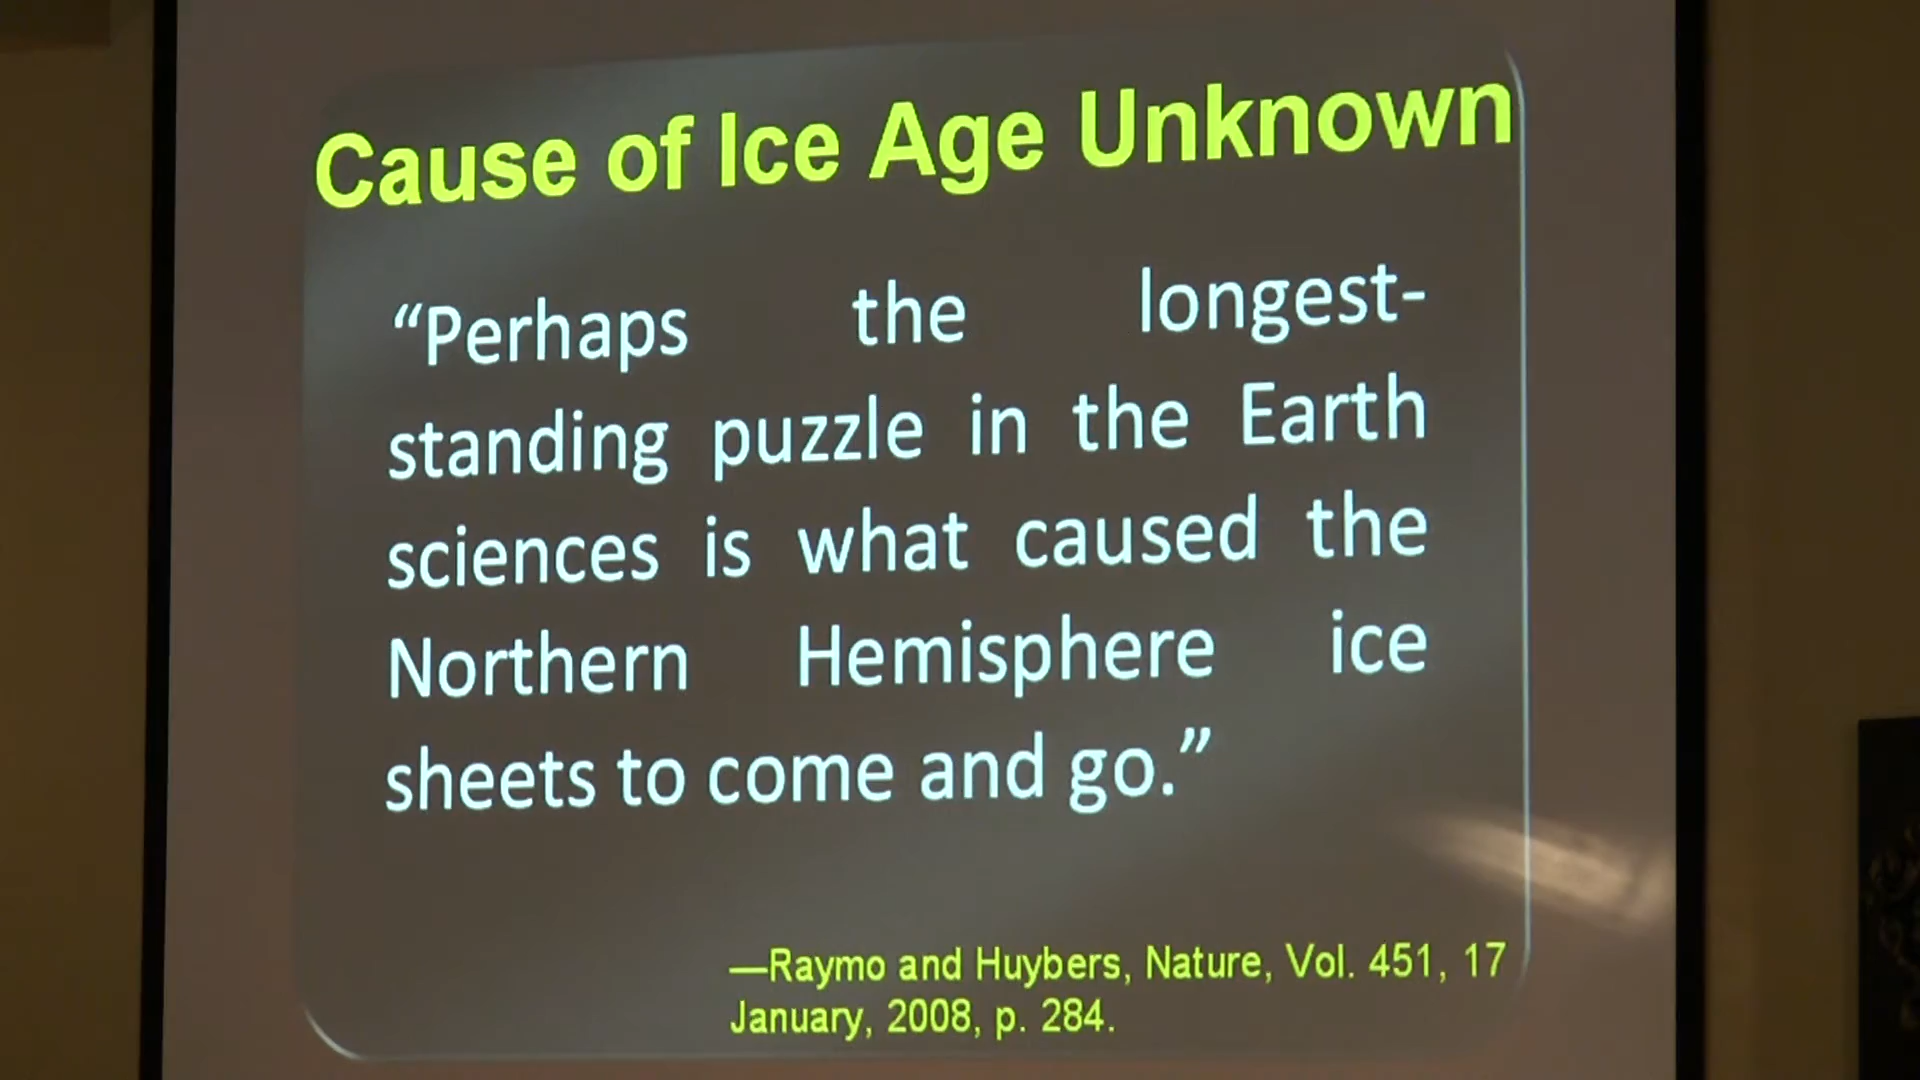 Cause of Ice Age Unknown
“Perhaps the longest-
standing puzzle in the Earth
sciences is what caused the
Northern Hemisphere ice
sheets to come and go.”
—Raymo and Huybers, Nature, Vol. 451, 17
January, 2008, p. 284.